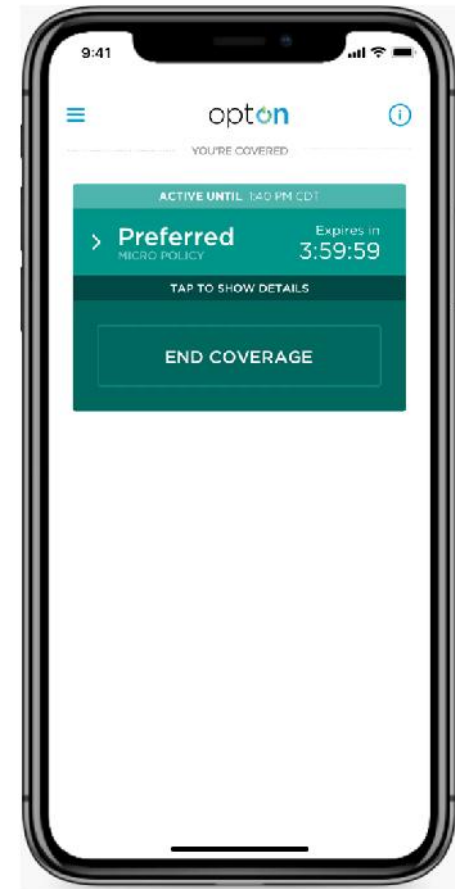 9:41
opton
YOU'RE COVERED
ACTIVE UNTIL 1:40 PM CDT
Preferred
MICRO POLICY
Expires in
3:59:59
TAP TO SHOW DETAILS
END COVERAGE